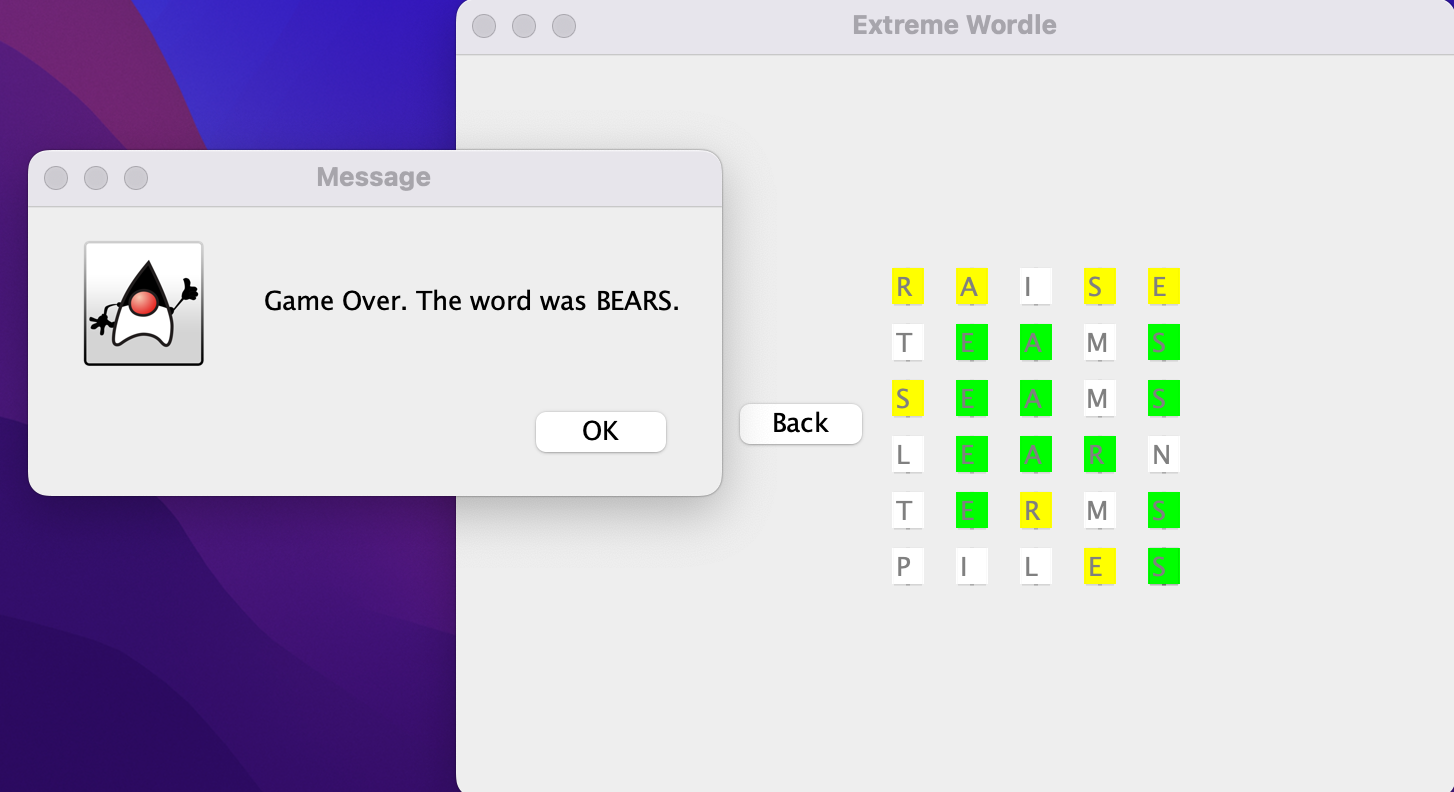 Extreme Wordle
Message
Game Over. The word was BEARS.
OK
Back
R A I S E
T E A M S
S E A M S
L E A R N
T E R M S
P I L E S